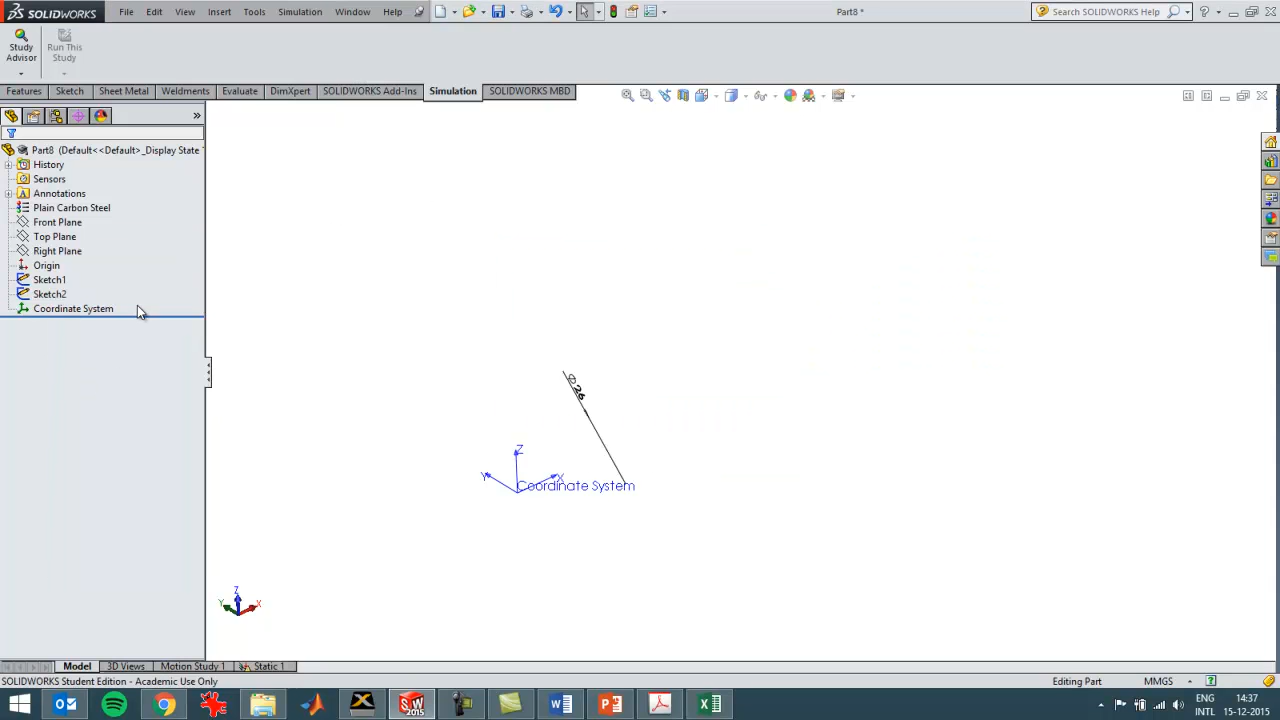 SOLIDWORKS File Edit View Insert Tools Simulation Window Help Part8 * Search SOLIDWORKS Help
Study Advisor Run This Study
Features Sketch Sheet Metal Weldments Evaluate DimXpert SOLIDWORKS Add-Ins Simulation SOLIDWORKS MBD
Part8 (Default<<Default>_Display State
History
Sensors
Annotations
Plain Carbon Steel
Front Plane
Top Plane
Right Plane
Origin
Sketch1
Sketch2
Coordinate System
Ø26
Z
Y X
Coordinate System
Z
Y X
Model 3D Views Motion Study 1 Static 1
SOLIDWORKS Student Edition - Academic Use Only Editing Part MMGS
ENG 14:37
INTL 15-12-2015